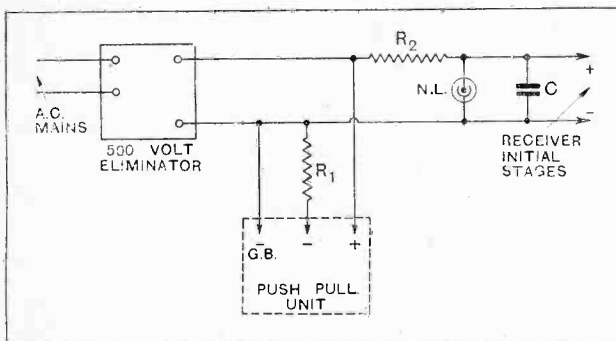 R2
N.L.
C
+
−
A.C.
MAINS
500 VOLT
ELIMINATOR
R1
RECEIVER
INITIAL
STAGES
− − +
G.B.
PUSH PULL
UNIT